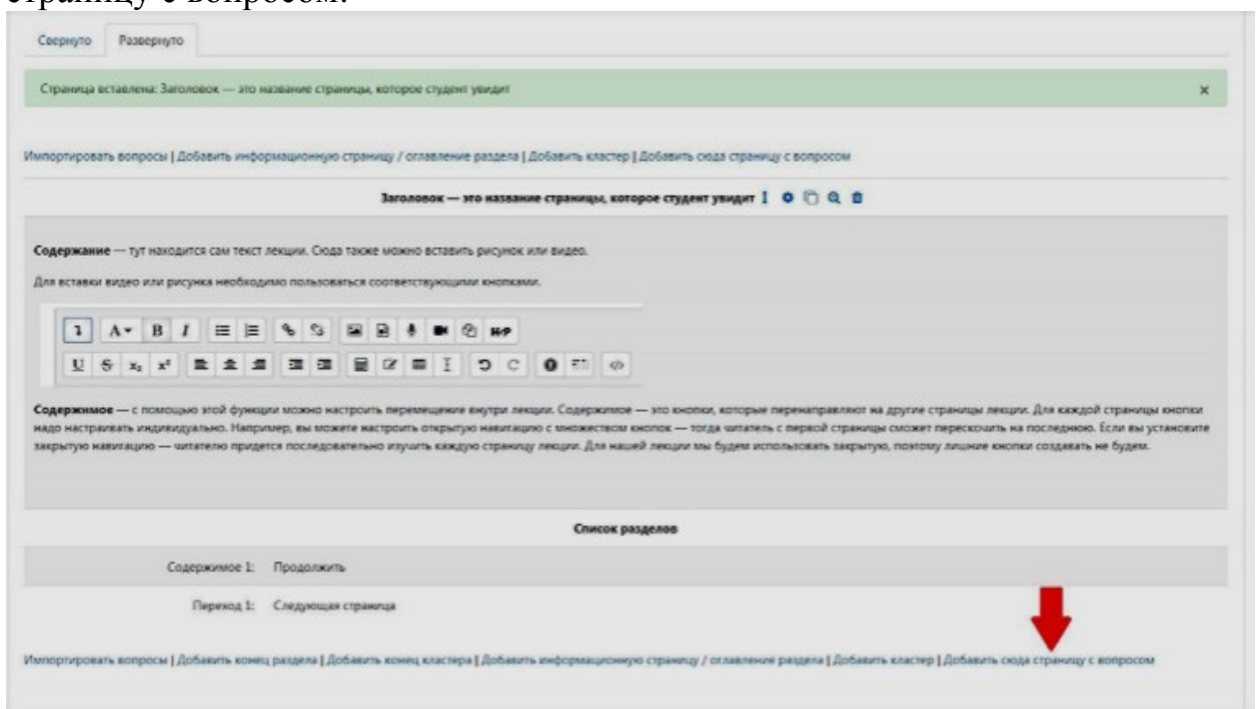 страницу с вопросом.
Свернуто Развернуто
Страница вставлена: Заголовок — это название страницы, которое студент увидит ×
Импортировать вопросы | Добавить информационную страницу / оглавление раздела | Добавить кластер | Добавить сюда страницу с вопросом
Заголовок — это название страницы, которое студент увидит
Содержание — тут находится сам текст лекции. Сюда также можно вставить рисунок или видео.
Для вставки видео или рисунка необходимо пользоваться соответствующими кнопками.
A B I H-P
U S x₂ x²
Содержимое — с помощью этой функции можно настроить перемещение внутри лекции. Содержимое — это кнопки, которые перенаправляют на другие страницы лекции. Для каждой страницы кнопки
надо настраивать индивидуально. Например, вы можете настроить открытую навигацию с множеством кнопок — тогда читатель с первой страницы сможет перескочить на последнюю. Если вы установите
закрытую навигацию — читателю придется последовательно изучить каждую страницу лекции. Для нашей лекции мы будем использовать закрытую, поэтому лишние кнопки создавать не будем.
Список разделов
Содержимое 1: Продолжить
Переход 1: Следующая страница
Импортировать вопросы | Добавить конец раздела | Добавить конец кластера | Добавить информационную страницу / оглавление раздела | Добавить кластер | Добавить сюда страницу с вопросом